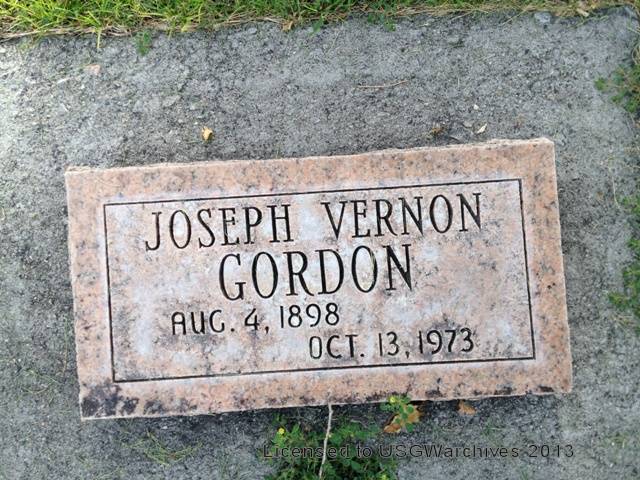 JOSEPH VERNON
GORDON
AUG. 4, 1898
OCT. 13, 1973
Licensed to USGWarchives 2013